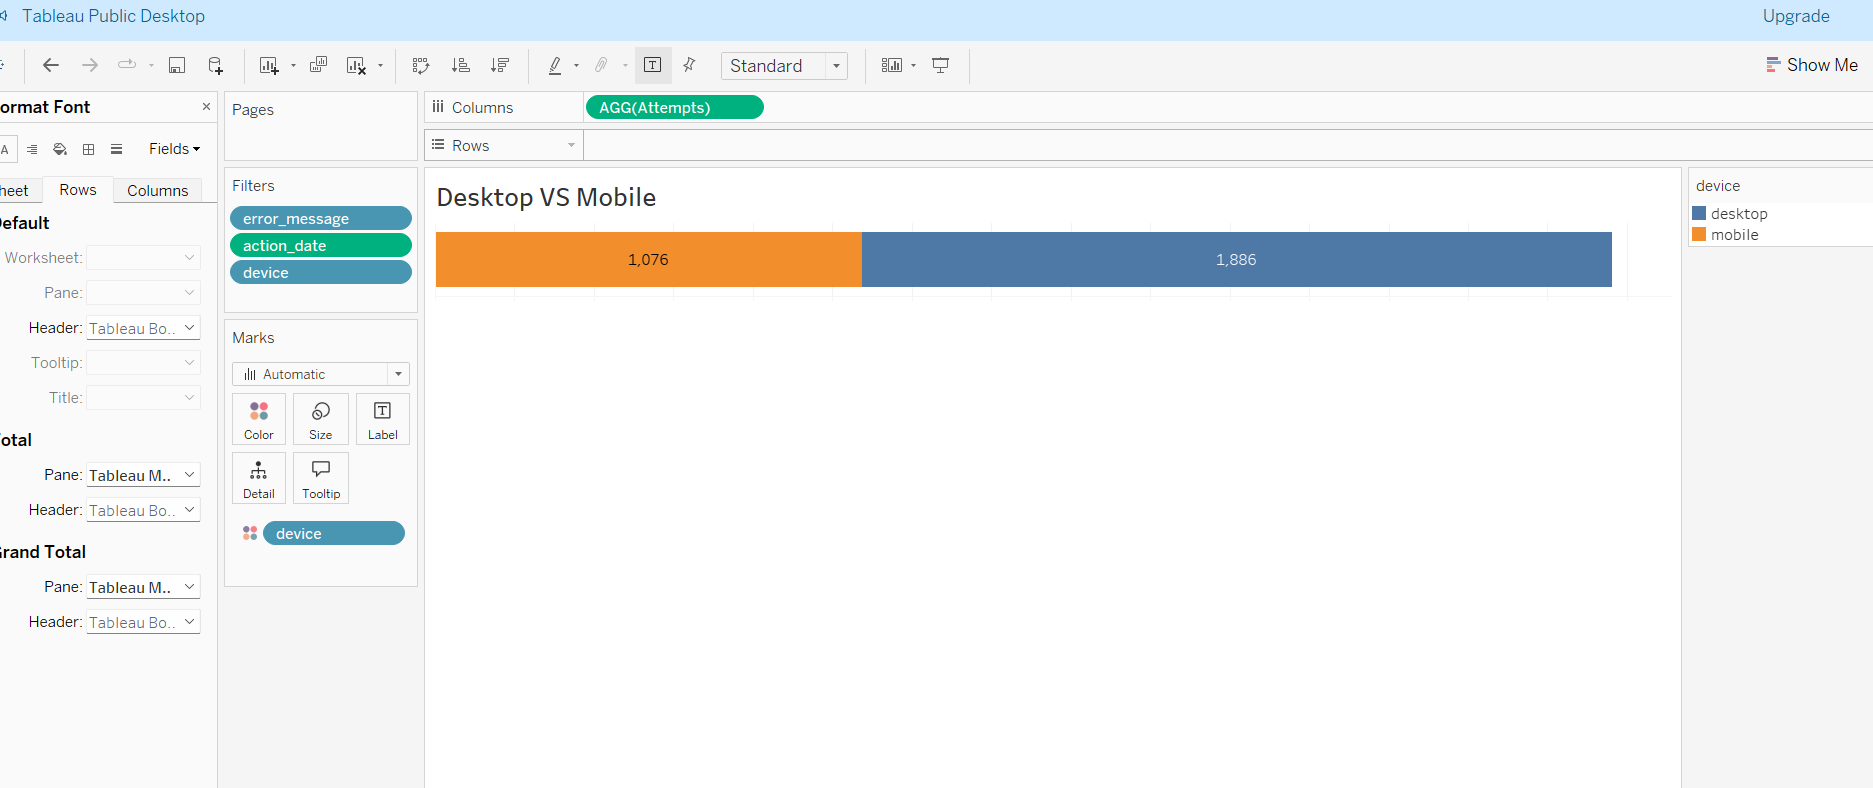 Tableau Public Desktop
Upgrade
Standard
Show Me
ormat Font
Pages
Columns
AGG(Attempts)
A
Fields
Rows
heet
Rows
Columns
Filters
Desktop VS Mobile
device
error_message
desktop
efault
action_date
mobile
Worksheet:
device
1,076
1,886
Pane:
Header:
Tableau Bo..
Marks
Tooltip:
Automatic
Title:
Color
Size
Label
otal
Pane:
Tableau M..
Header:
Tableau Bo..
Detail
Tooltip
device
rand Total
Pane:
Tableau M..
Header:
Tableau Bo..